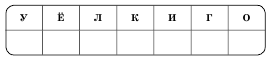 У Ё Л К И Г О